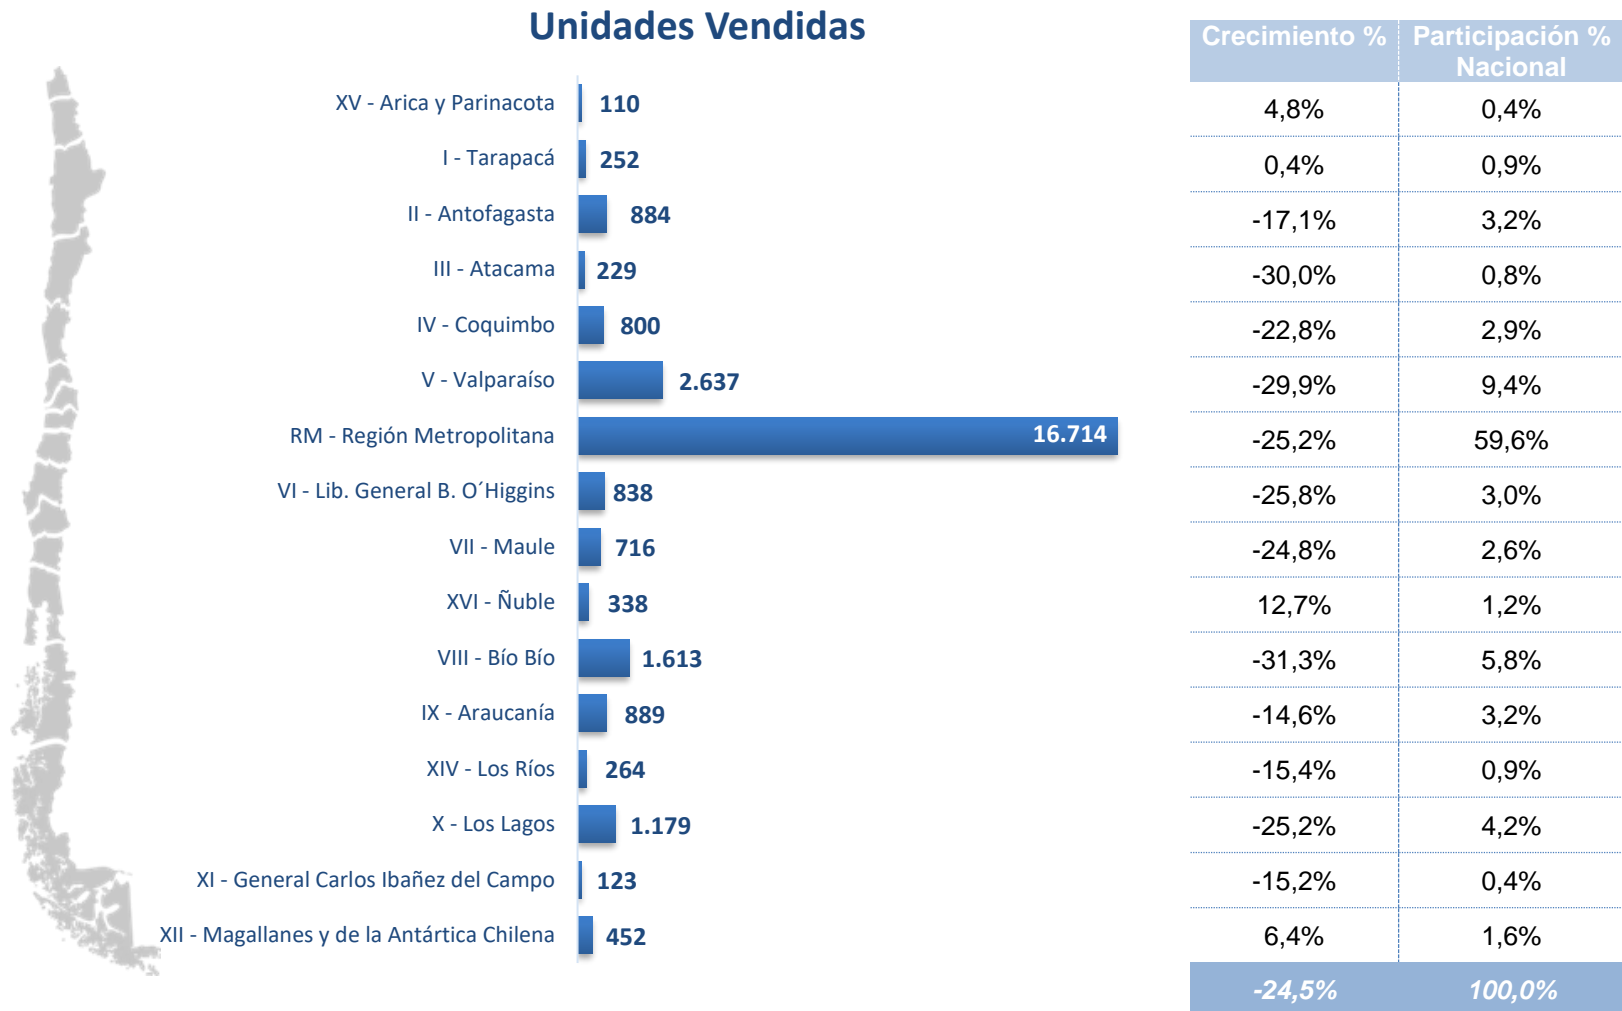 Unidades Vendidas
Crecimiento % Participación %
Nacional
XV - Arica y Parinacota 110 4,8% 0,4%
I - Tarapacá 252 0,4% 0,9%
II - Antofagasta 884 -17,1% 3,2%
III - Atacama 229 -30,0% 0,8%
IV - Coquimbo 800 -22,8% 2,9%
V - Valparaíso 2.637 -29,9% 9,4%
RM - Región Metropolitana 16.714 -25,2% 59,6%
VI - Lib. General B. O´Higgins 838 -25,8% 3,0%
VII - Maule 716 -24,8% 2,6%
XVI - Ñuble 338 12,7% 1,2%
VIII - Bío Bío 1.613 -31,3% 5,8%
IX - Araucanía 889 -14,6% 3,2%
XIV - Los Ríos 264 -15,4% 0,9%
X - Los Lagos 1.179 -25,2% 4,2%
XI - General Carlos Ibañez del Campo 123 -15,2% 0,4%
XII - Magallanes y de la Antártica Chilena 452 6,4% 1,6%
-24,5% 100,0%